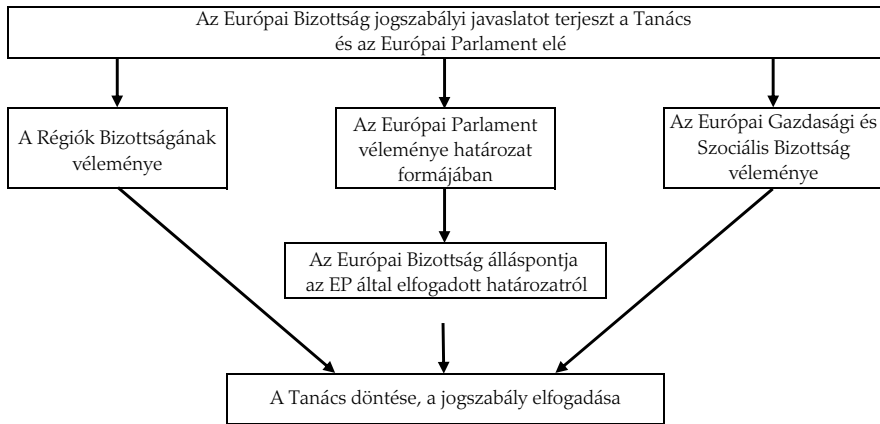 Az Európai Bizottság jogszabályi javaslatot terjeszt a Tanács
és az Európai Parlament elé
A Régiók Bizottságának
véleménye
Az Európai Parlament
véleménye határozat
formájában
Az Európai Gazdasági és
Szociális Bizottság
véleménye
Az Európai Bizottság álláspontja
az EP által elfogadott határozatról
A Tanács döntése, a jogszabály elfogadása